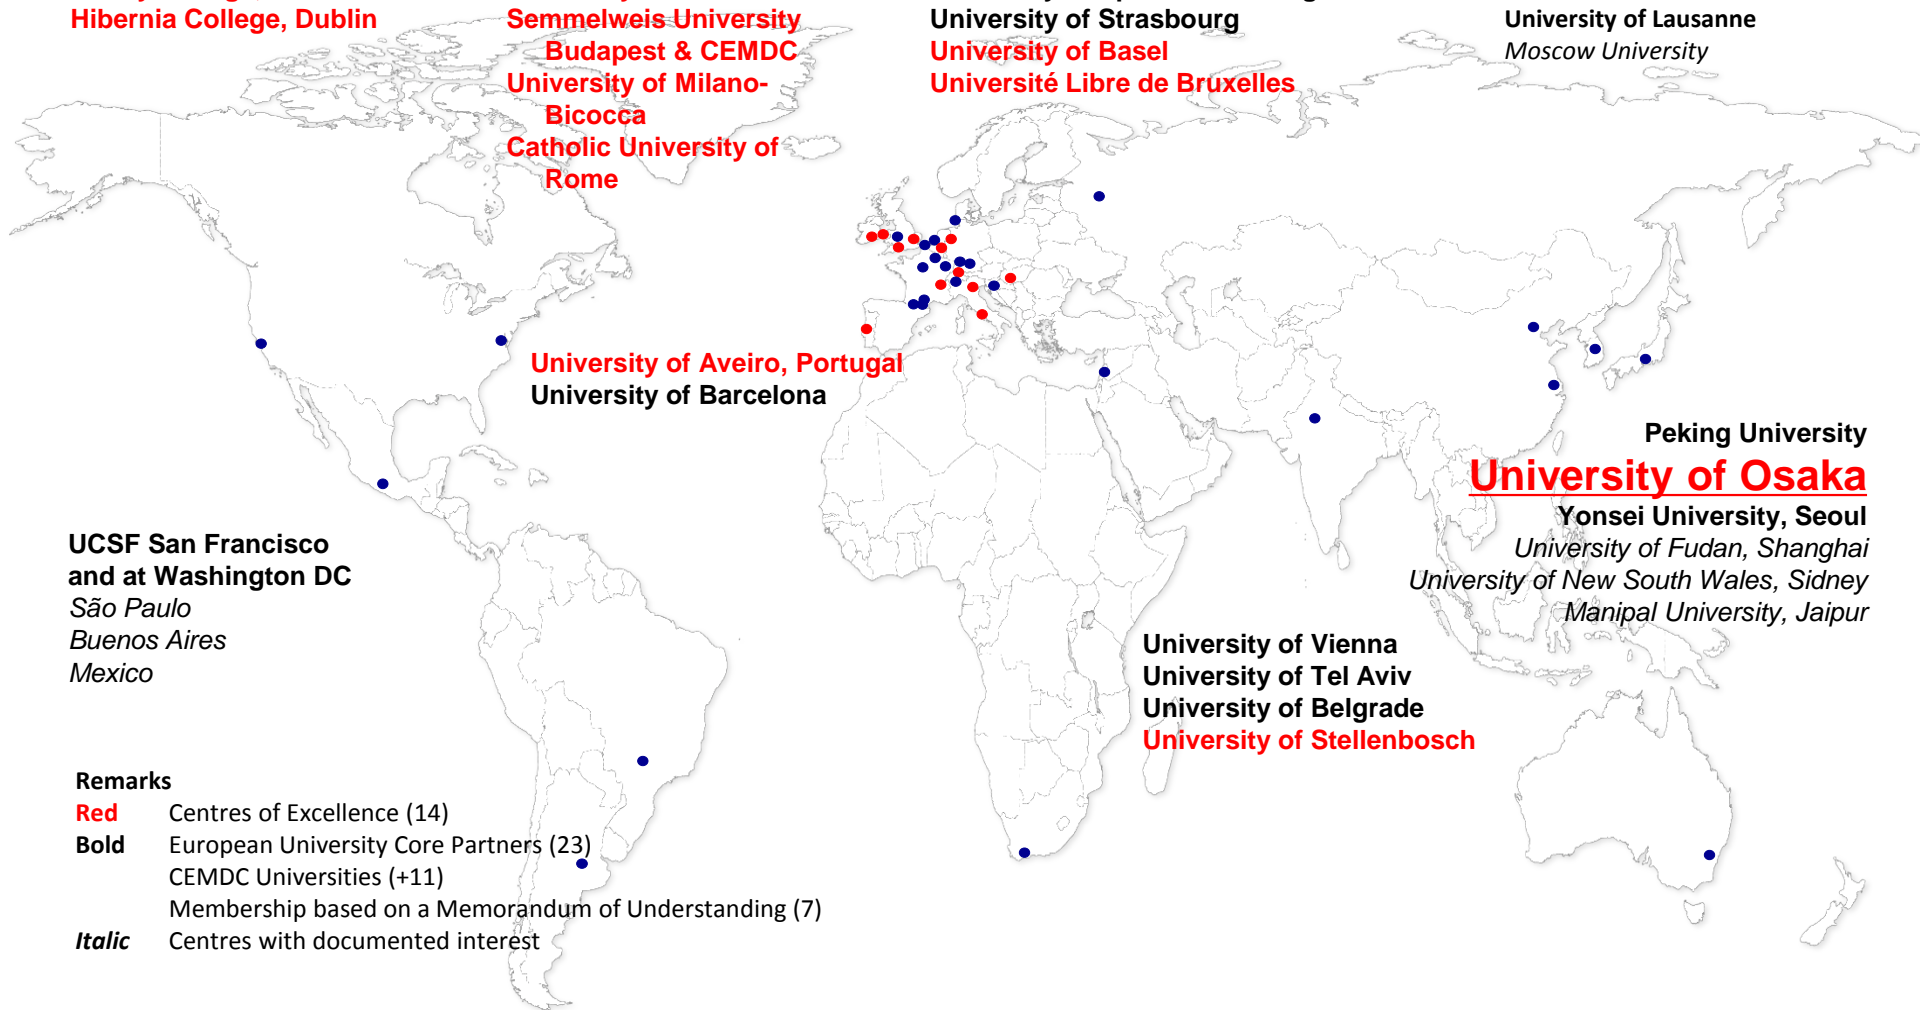 Hibernia College, Dublin
Semmelweis University
Budapest & CEMDC
University of Milano-
Bicocca
Catholic University of
Rome
University of Strasbourg
University of Basel
Université Libre de Bruxelles
University of Lausanne
Moscow University
University of Aveiro, Portugal
University of Barcelona
Peking University
University of Osaka
Yonsei University, Seoul
University of Fudan, Shanghai
University of New South Wales, Sidney
Manipal University, Jaipur
UCSF San Francisco
and at Washington DC
São Paulo
Buenos Aires
Mexico
University of Vienna
University of Tel Aviv
University of Belgrade
University of Stellenbosch
Remarks
Red Centres of Excellence (14)
Bold European University Core Partners (23)
CEMDC Universities (+11)
Membership based on a Memorandum of Understanding (7)
Italic Centres with documented interest